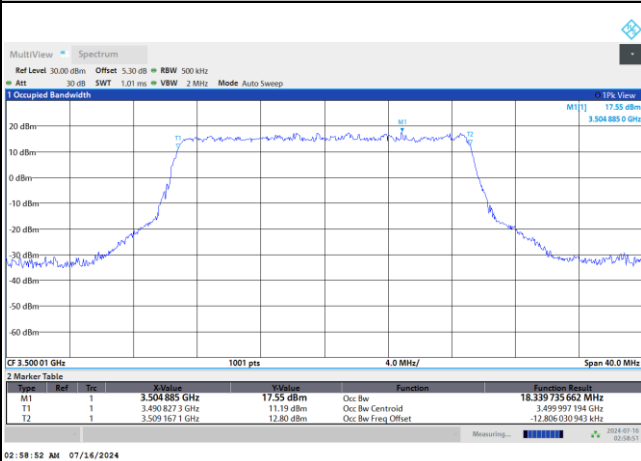 MultiView Spectrum
Ref Level 30.00 dBm Offset 5.30 dB RBW 500 kHz
Att 30 dB SWT 1.01 ms VBW 2 MHz Mode Auto Sweep
1 Occupied Bandwidth 1Pk View
M1[1] 17.55 dBm
3.504 885 0 GHz
20 dBm
T1 M1 T2
10 dBm
0 dBm
-10 dBm
-20 dBm
-30 dBm
-40 dBm
-50 dBm
-60 dBm
CF 3.500 01 GHz 1001 pts 4.0 MHz/ Span 40.0 MHz
2 Marker Table
Type Ref Trc X-Value Y-Value Function Function Result
M1 1 3.504 885 GHz 17.55 dBm Occ Bw 18.339 735 662 MHz
T1 1 3.490 827 3 GHz 11.19 dBm Occ Bw Centroid 3.499 997 194 GHz
T2 1 3.509 167 1 GHz 12.80 dBm Occ Bw Freq Offset -12.806 030 943 kHz
Measuring... 2024-07-16
02:58:51
02:58:52 AM 07/16/2024